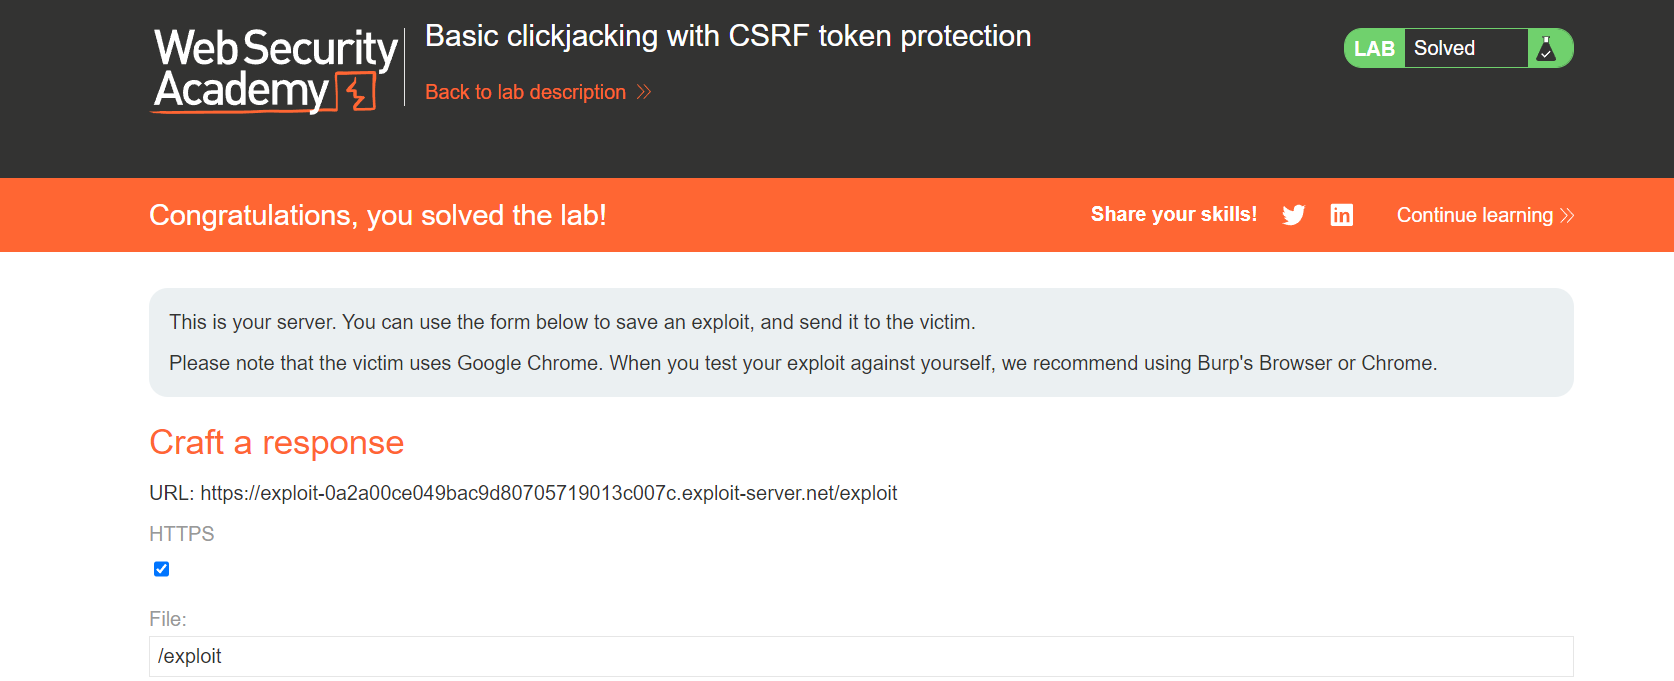 Web Security
Academy
Basic clickjacking with CSRF token protection
Back to lab description
LAB Solved
Congratulations, you solved the lab!
Share your skills!
Continue learning
This is your server. You can use the form below to save an exploit, and send it to the victim.
Please note that the victim uses Google Chrome. When you test your exploit against yourself, we recommend using Burp's Browser or Chrome.
Craft a response
URL: https://exploit-0a2a00ce049bac9d80705719013c007c.exploit-server.net/exploit
HTTPS
File:
/exploit